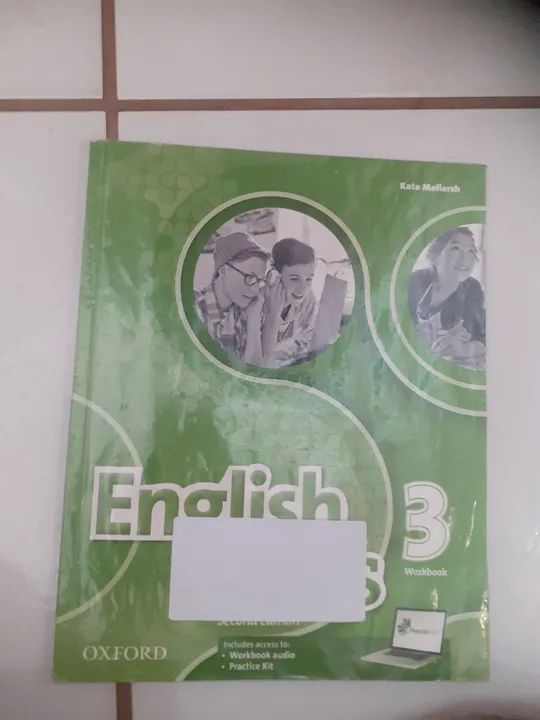 Kate Mellersh
English
3
Workbook
Second Edition
Includes access to:
• Workbook audio
• Practice Kit
OXFORD